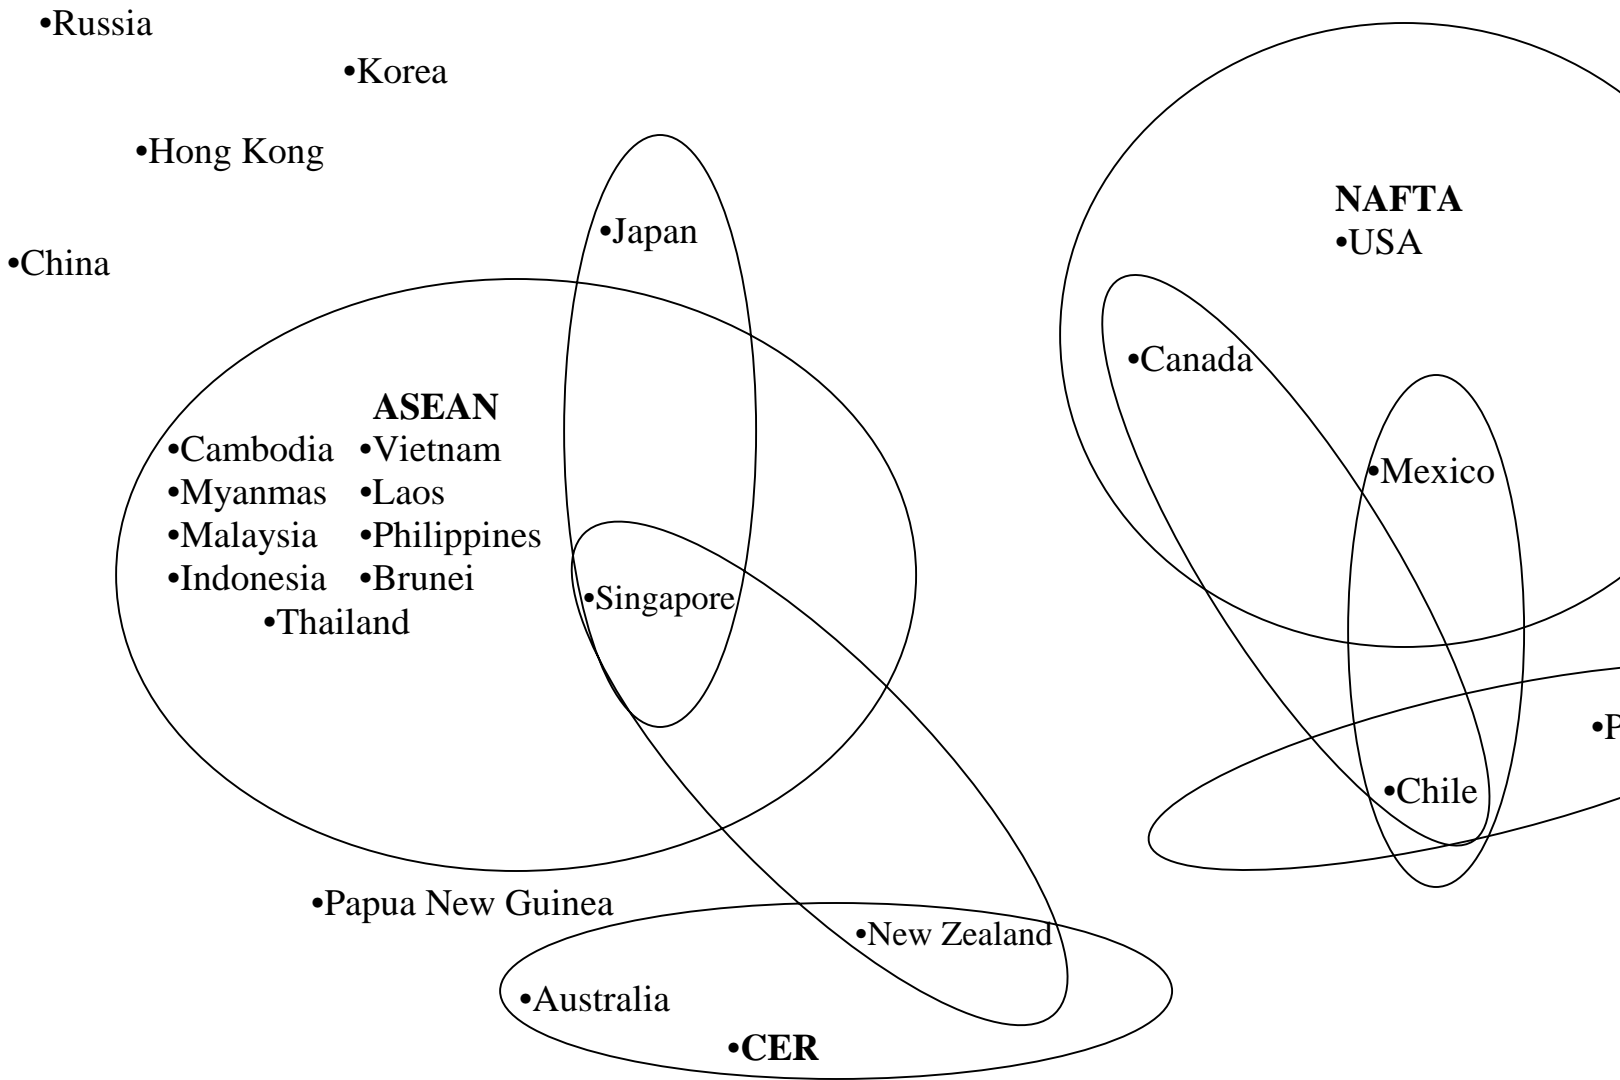 •Russia
•Korea
•Hong Kong
NAFTA
•Japan
•USA
•China
•Canada
ASEAN
•Cambodia •Vietnam
•Mexico
•Myanmas •Laos
•Malaysia •Philippines
•Indonesia •Brunei
•Singapore
•Thailand
•P
•Chile
•Papua New Guinea
•New Zealand
•Australia
•CER